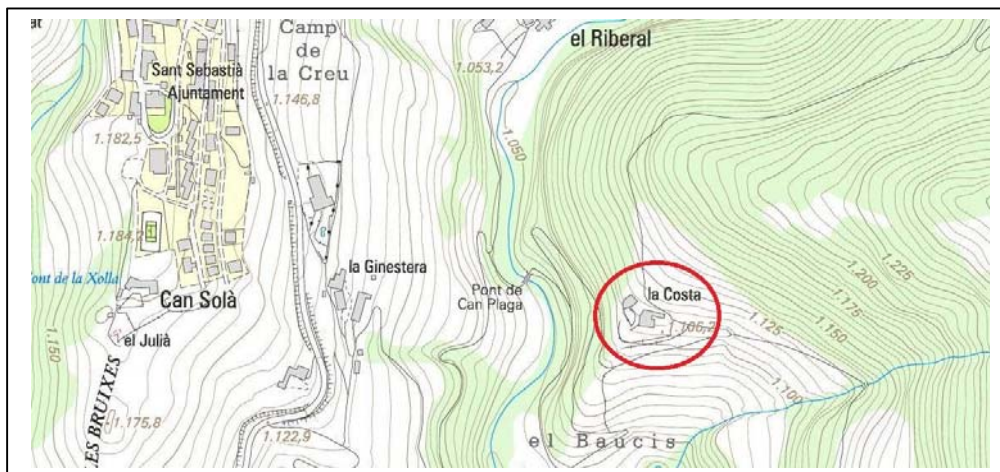 at
Camp
de
la Creu
el Riberal
1.053,2
Sant Sebastià
Ajuntament
1.146,8
1.182,5
1.050
1.184,2
la Ginestera
Pont de
Can Plaga
la Costa
1.106,2
1.125
1.150
1.175
1.200
1.225
ont de la Xolla
Can Solà
el Julià
1.150
LES BRUIXES
1.175,8
1.122,9
1.100
el Baucis